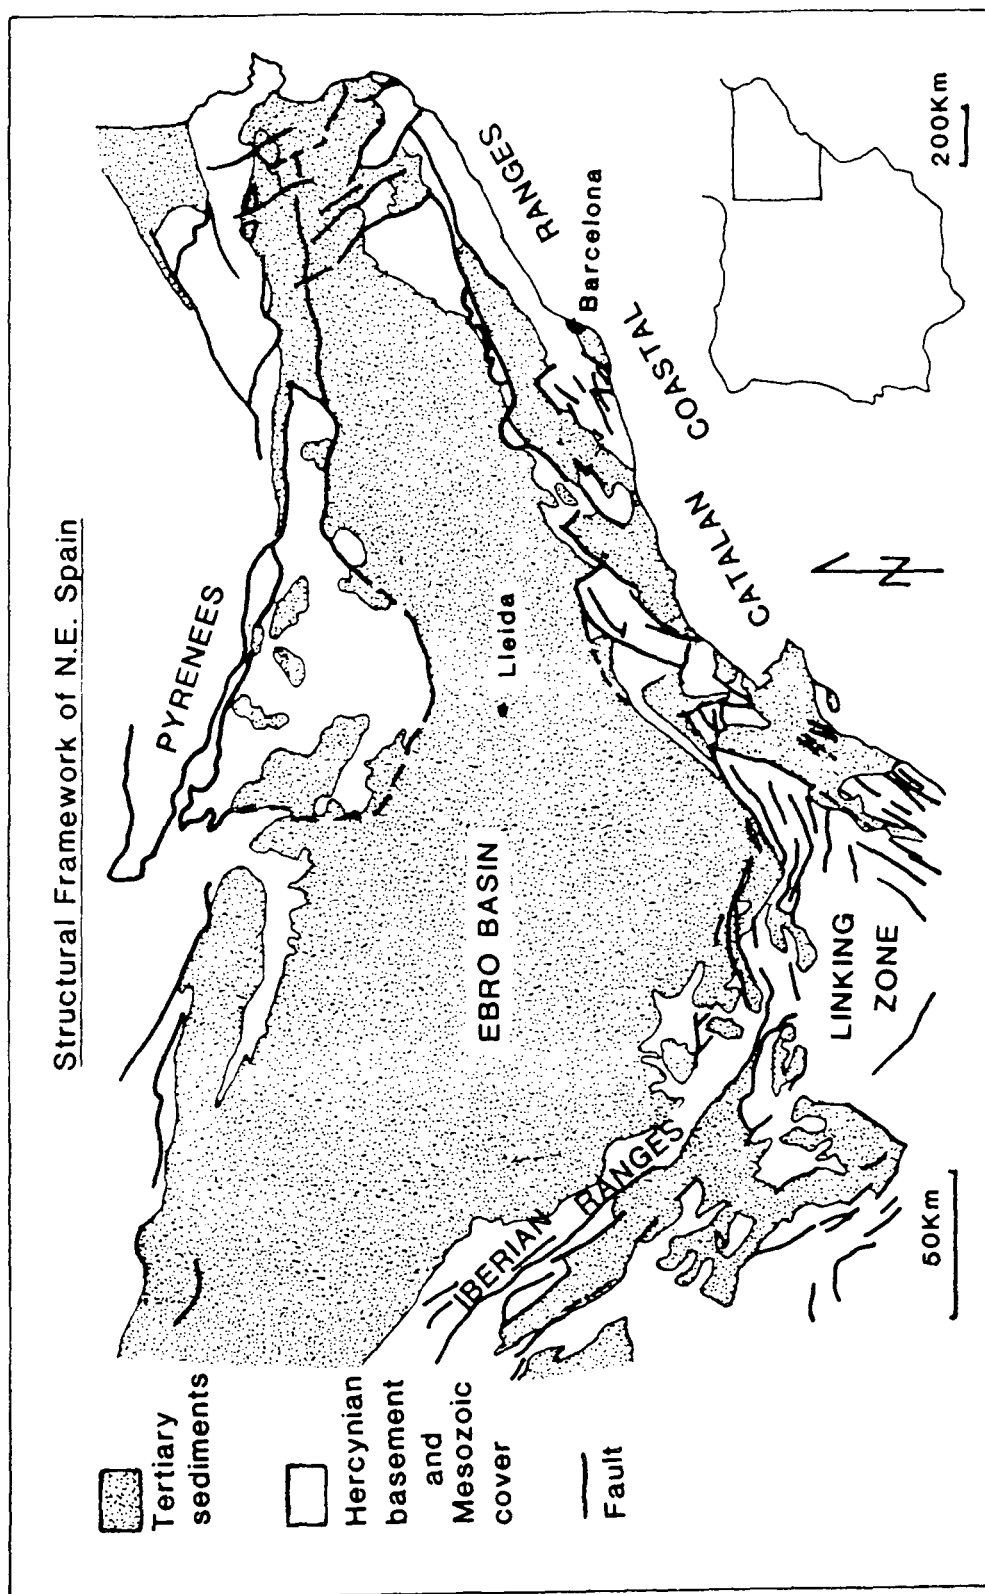 Structural Framework of N.E. Spain
PYRENEES
EBRO BASIN
Lleida
Barcelona
CATALAN COASTAL RANGES
IBERIAN RANGES
LINKING
ZONE
N
200Km
50Km
Tertiary
sediments
Hercynian
basement
and
Mesozoic
cover
Fault